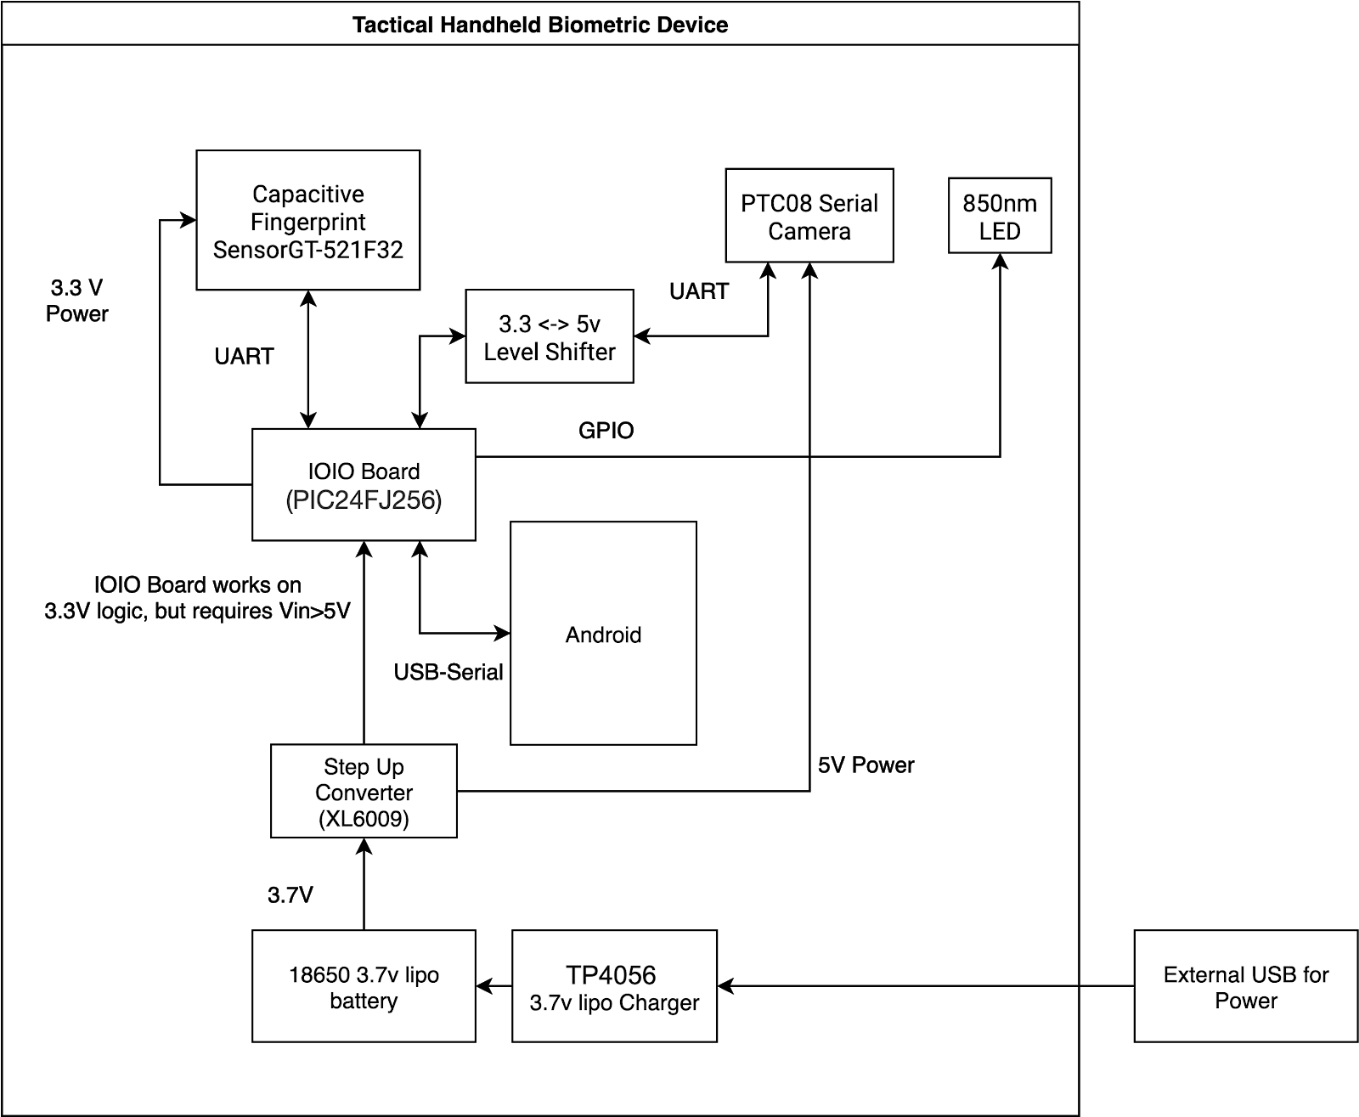 Tactical Handheld Biometric Device
Capacitive
Fingerprint
SensorGT-521F32
PTC08 Serial
Camera
850nm
LED
3.3 V
Power
UART
3.3 <-> 5v
Level Shifter
UART
GPIO
IOIO Board
(PIC24FJ256)
IOIO Board works on
3.3V logic, but requires Vin>5V
Android
USB-Serial
Step Up
Converter
(XL6009)
5V Power
3.7V
18650 3.7v lipo
battery
TP4056
3.7v lipo Charger
External USB for
Power